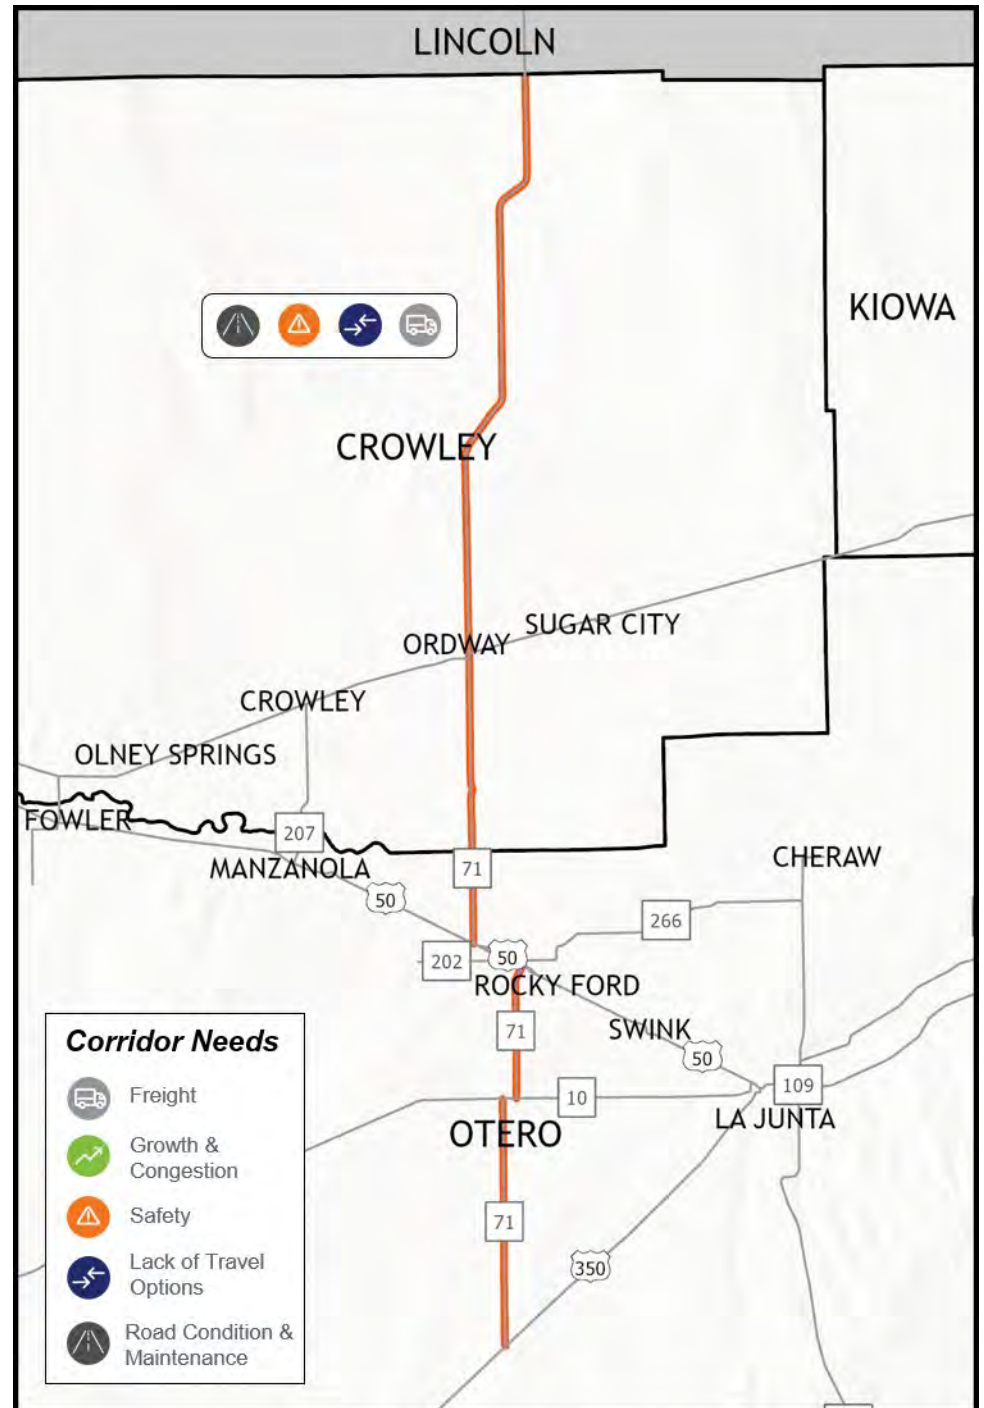 LINCOLN
KIOWA
CROWLEY
SUGAR CITY
ORDWAY
CROWLEY
OLNEY SPRINGS
FOWLER
207
MANZANOLA
71
CHERAW
50
266
202
50
ROCKY FORD
71
SWINK
50
109
10
LA JUNTA
OTERO
71
350
Corridor Needs
Freight
Growth &
Congestion
Safety
Lack of Travel
Options
Road Condition &
Maintenance